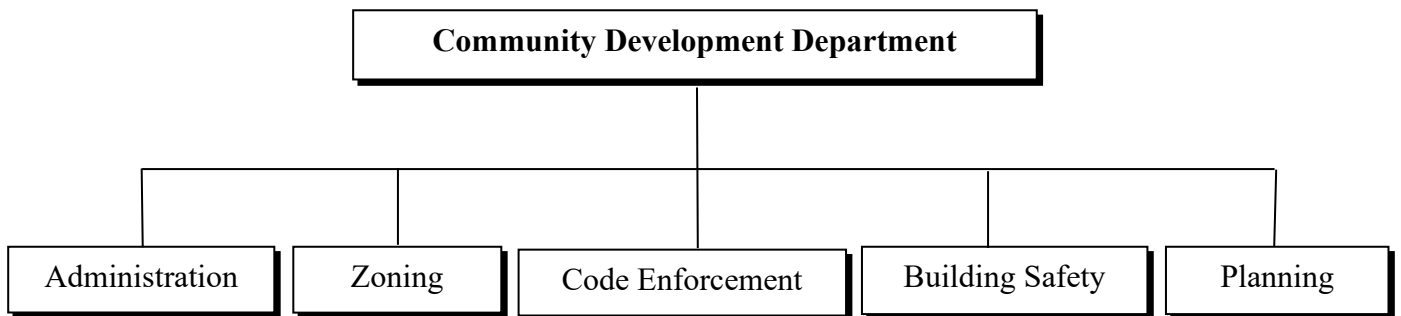 Community Development Department
Administration
Zoning
Code Enforcement
Building Safety
Planning